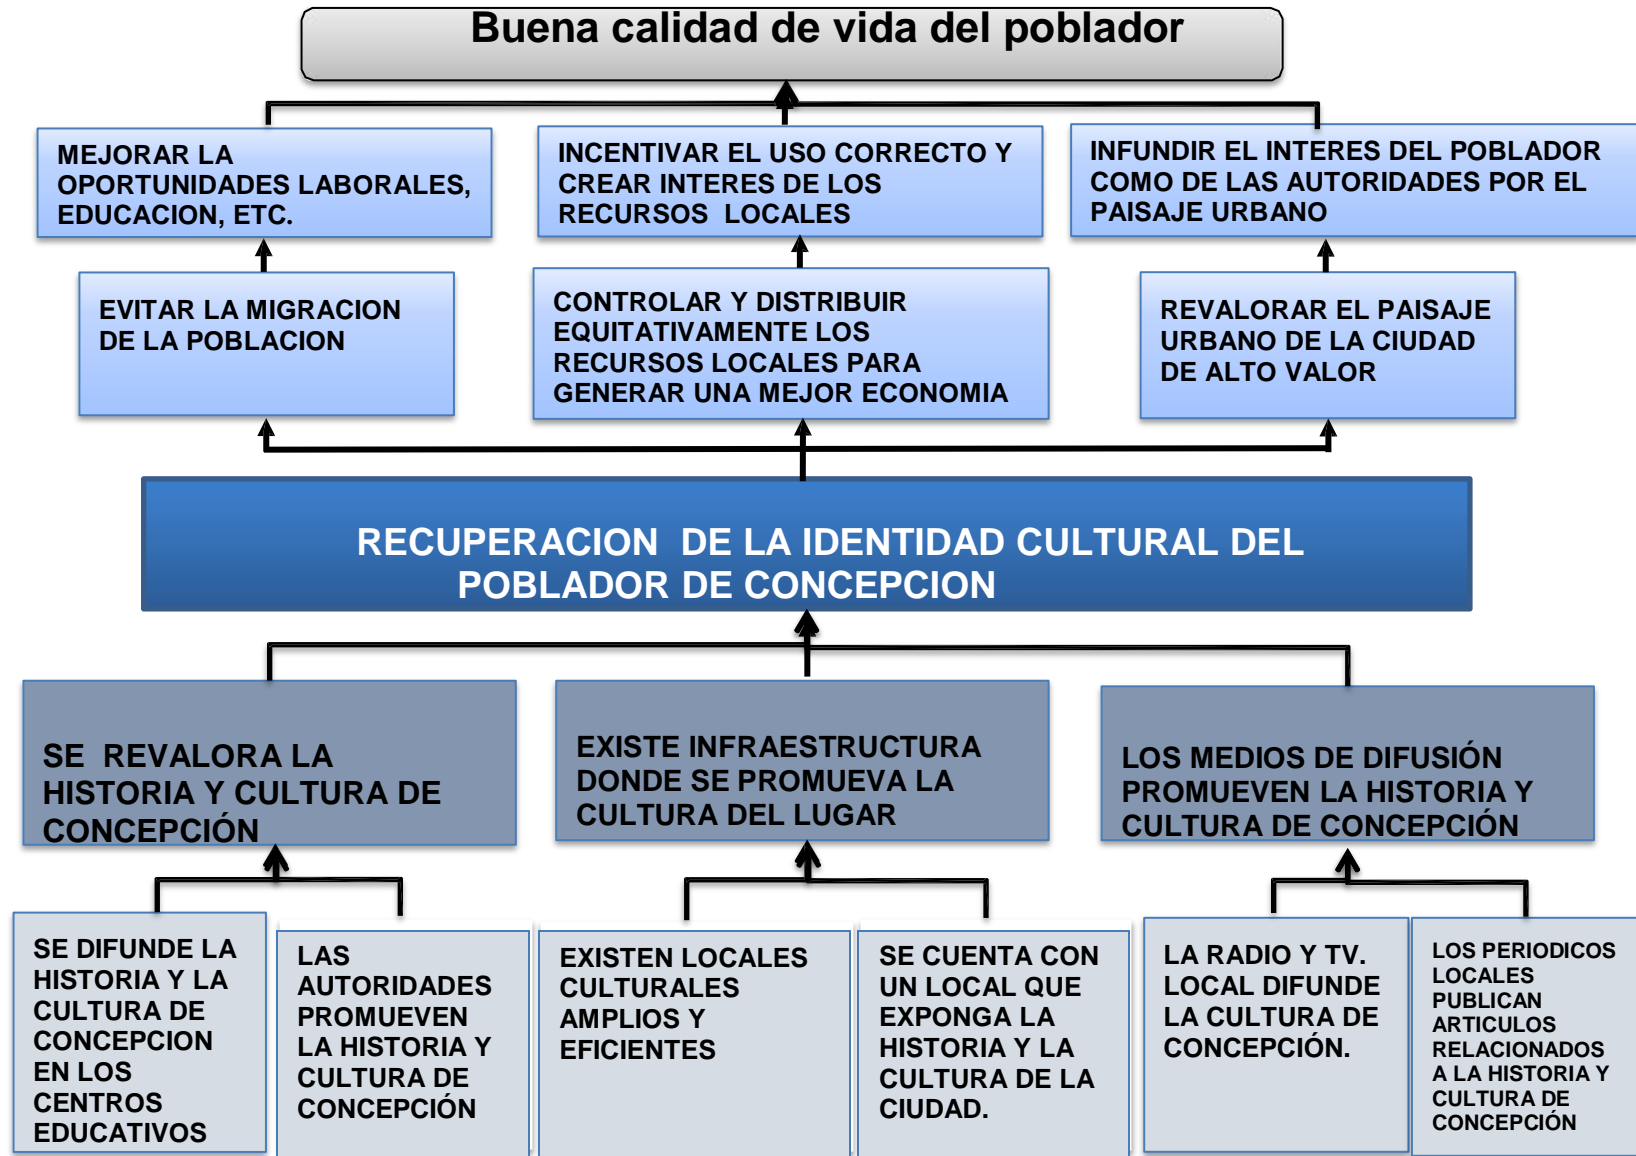 Buena calidad de vida del poblador
MEJORAR LA
OPORTUNIDADES LABORALES,
EDUCACION, ETC.
INCENTIVAR EL USO CORRECTO Y
CREAR INTERES DE LOS
RECURSOS LOCALES
INFUNDIR EL INTERES DEL POBLADOR
COMO DE LAS AUTORIDADES POR EL
PAISAJE URBANO
EVITAR LA MIGRACION
DE LA POBLACION
CONTROLAR Y DISTRIBUIR
EQUITATIVAMENTE LOS
RECURSOS LOCALES PARA
GENERAR UNA MEJOR ECONOMIA
REVALORAR EL PAISAJE
URBANO DE LA CIUDAD
DE ALTO VALOR
RECUPERACION DE LA IDENTIDAD CULTURAL DEL
POBLADOR DE CONCEPCION
SE REVALORA LA
HISTORIA Y CULTURA DE
CONCEPCIÓN
EXISTE INFRAESTRUCTURA
DONDE SE PROMUEVA LA
CULTURA DEL LUGAR
LOS MEDIOS DE DIFUSIÓN
PROMUEVEN LA HISTORIA Y
CULTURA DE CONCEPCIÓN
SE DIFUNDE LA
HISTORIA Y LA
CULTURA DE
CONCEPCION
EN LOS
CENTROS
EDUCATIVOS
LAS
AUTORIDADES
PROMUEVEN
LA HISTORIA Y
CULTURA DE
CONCEPCIÓN
EXISTEN LOCALES
CULTURALES
AMPLIOS Y
EFICIENTES
SE CUENTA CON
UN LOCAL QUE
EXPONGA LA
HISTORIA Y LA
CULTURA DE LA
CIUDAD.
LA RADIO Y TV.
LOCAL DIFUNDE
LA CULTURA DE
CONCEPCIÓN.
LOS PERIODICOS
LOCALES
PUBLICAN
ARTICULOS
RELACIONADOS
A LA HISTORIA Y
CULTURA DE
CONCEPCIÓN